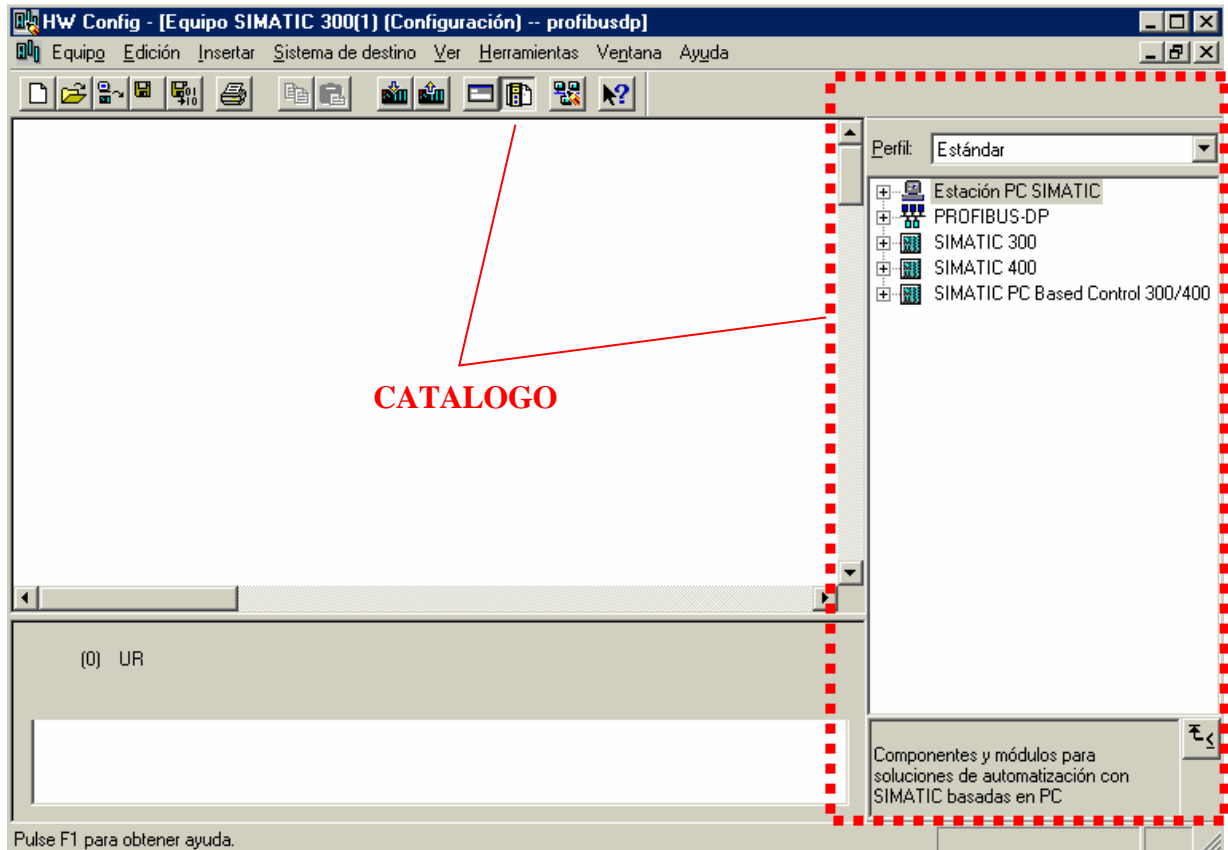 HW Config - [Equipo SIMATIC 300(1) (Configuración) -- profibusdp]
Equipo Edición Insertar Sistema de destino Ver Herramientas Ventana Ayuda
Perfil: Estándar
Estación PC SIMATIC
PROFIBUS-DP
SIMATIC 300
SIMATIC 400
SIMATIC PC Based Control 300/400
CATALOGO
(0) UR
Componentes y módulos para
soluciones de automatización con
SIMATIC basadas en PC
Pulse F1 para obtener ayuda.